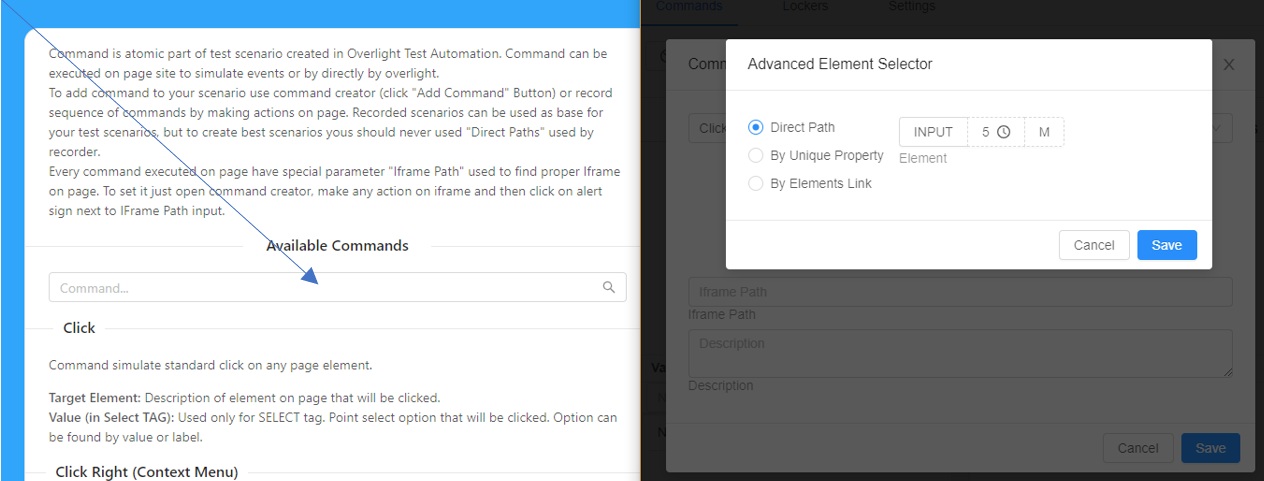 Command is atomic part of test scenario created in Overlight Test Automation. Command can be
executed on page site to simulate events or by directly by overlight.
To add command to your scenario use command creator (click "Add Command" Button) or record
sequence of commands by making actions on page. Recorded scenarios can be used as base for
your test scenarios, but to create best scenarios yous should never used "Direct Paths" used by
recorder.
Every command executed on page have special parameter "Iframe Path" used to find proper Iframe
on page. To set it just open command creator, make any action on iframe and then click on alert
sign next to IFrame Path input.
Available Commands
Command...
Click
Command simulate standard click on any page element.
Target Element: Description of element on page that will be clicked.
Value (in Select TAG): Used only for SELECT tag. Point select option that will be clicked. Option can
be found by value or label.
Click Right (Context Menu)
Commands Lockers Settings
Comm
Advanced Element Selector
Click
Direct Path
INPUT 5 M
By Unique Property
Element
By Elements Link
Cancel Save
Iframe Path
Iframe Path
Description
Description
Va
N
N
Cancel Save